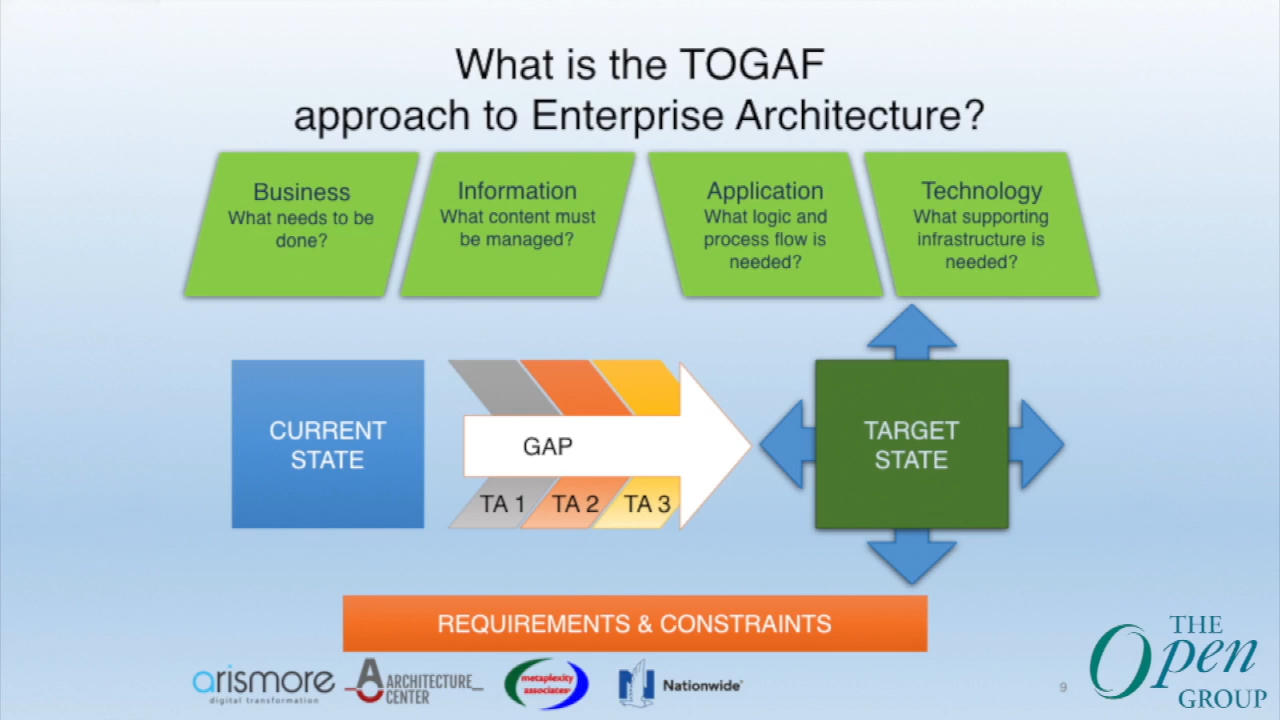 What is the TOGAF
approach to Enterprise Architecture?
Business
What needs to be
done?
Information
What content must
be managed?
Application
What logic and
process flow is
needed?
Technology
What supporting
infrastructure is
needed?
CURRENT
STATE
GAP
TA 1
TA 2
TA 3
TARGET
STATE
REQUIREMENTS & CONSTRAINTS
arismore
digital transformation
ARCHITECTURE
CENTER
metaplexity
associates
Nationwide
9
THE
Open
GROUP